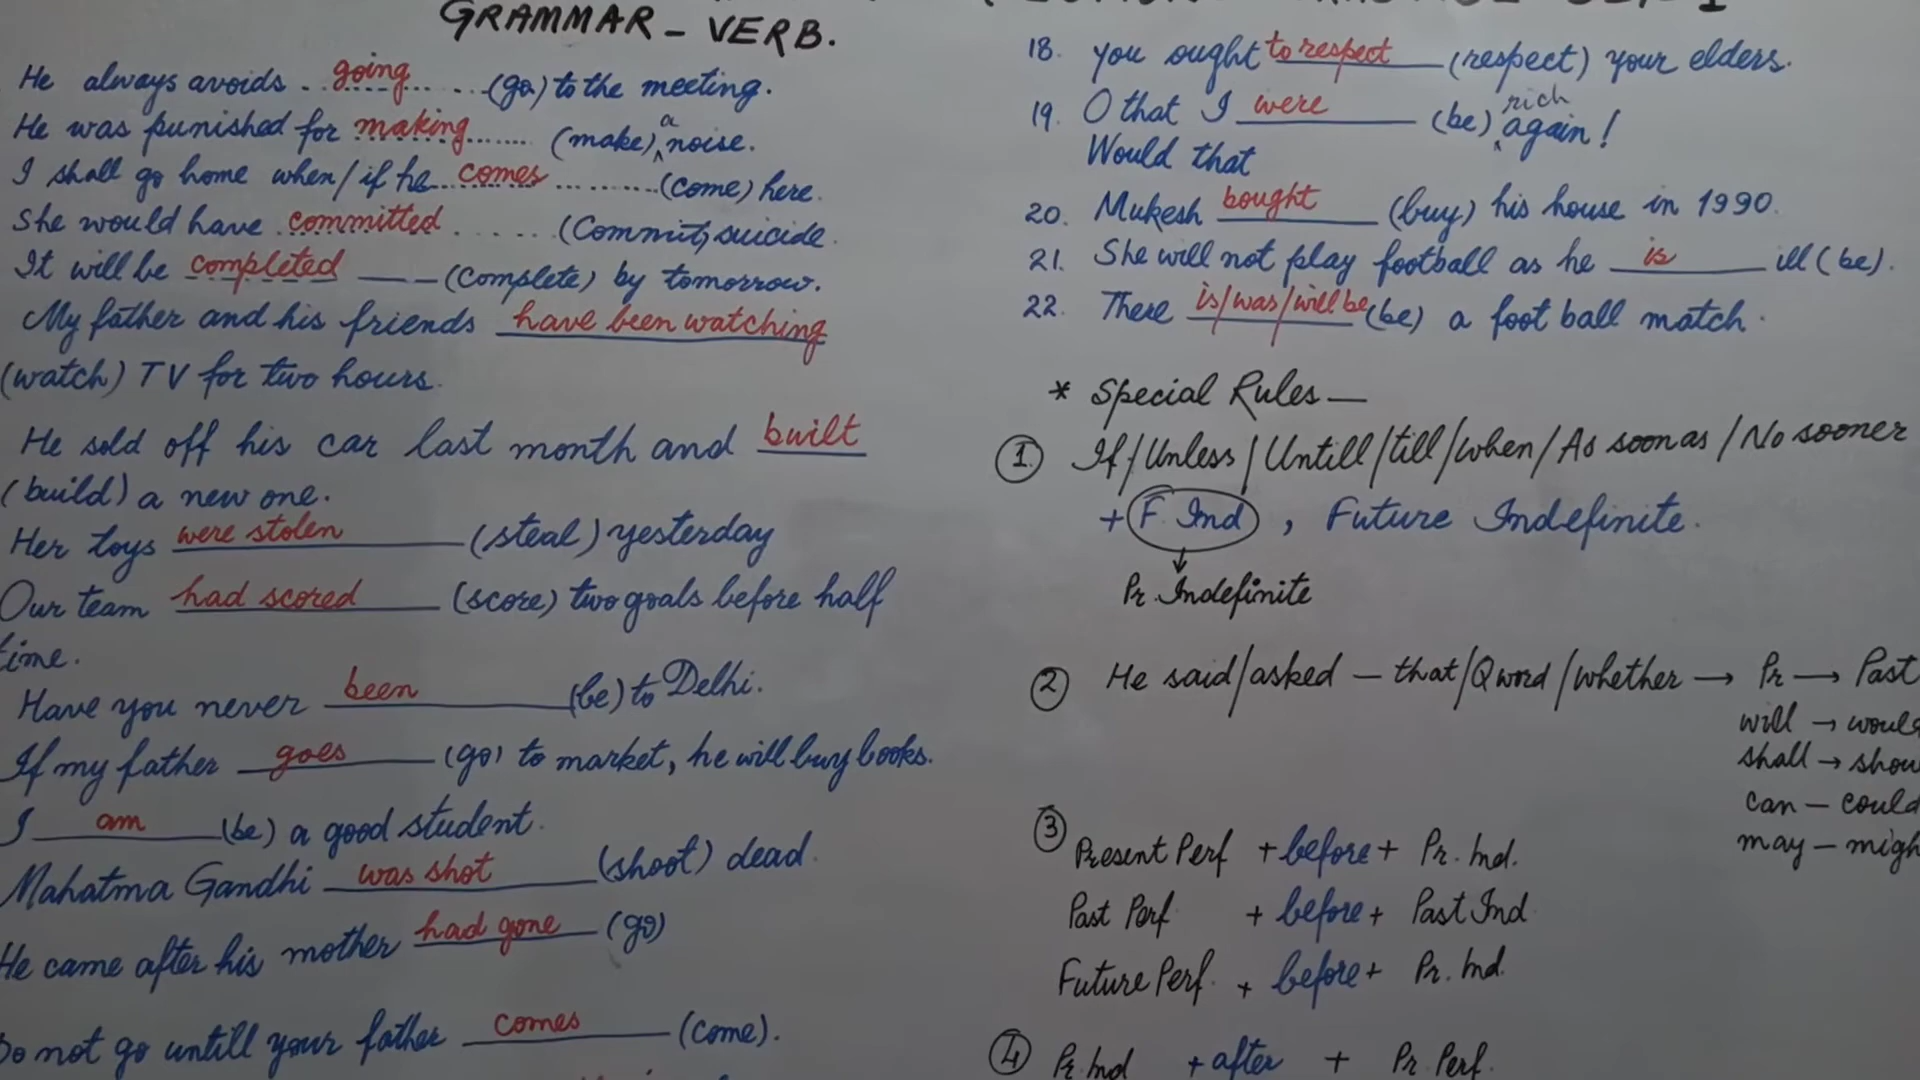 GRAMMAR - VERB.
He always avoids .. going ..... (go) to the meeting.
He was punished for making ...... (make) a noise.
I shall go home when/if he comes ....... (come) here.
She would have committed ...... (Commit) suicide.
It will be completed ____ (complete) by tomorrow.
My father and his friends have been watching
(watch) TV for two hours.
He sold off his car last month and built
(build) a new one.
Her toys were stolen (steal) yesterday
Our team had scored (score) two goals before half
time.
Have you never been (be) to Delhi.
If my father goes (go) to market, he will buy books.
I am (be) a good student.
Mahatma Gandhi was shot (shoot) dead.
He came after his mother had gone (go)
Do not go untill your father comes (come).
18. You ought to respect (respect) your elders.
19. O that I were (be) rich again!
Would that
20. Mukesh bought (buy) his house in 1990.
21. She will not play football as he is ill (be).
22. There is/was/will be (be) a foot ball match.
* Special Rules —
1. If/Unless/Untill/till/when/As soon as/No sooner
+ F. Ind, Future Indefinite.
↓
Pr. Indefinite
2 He said/asked — that/Q word/whether → Pr → Past
will →
shall →
can — could
may —
3 Present Perf + before + Pr. Ind.
Past Perf + before + Past Ind
Future Perf. + before + Pr. Ind.
4 Pr. Ind + after + Pr. Perf.